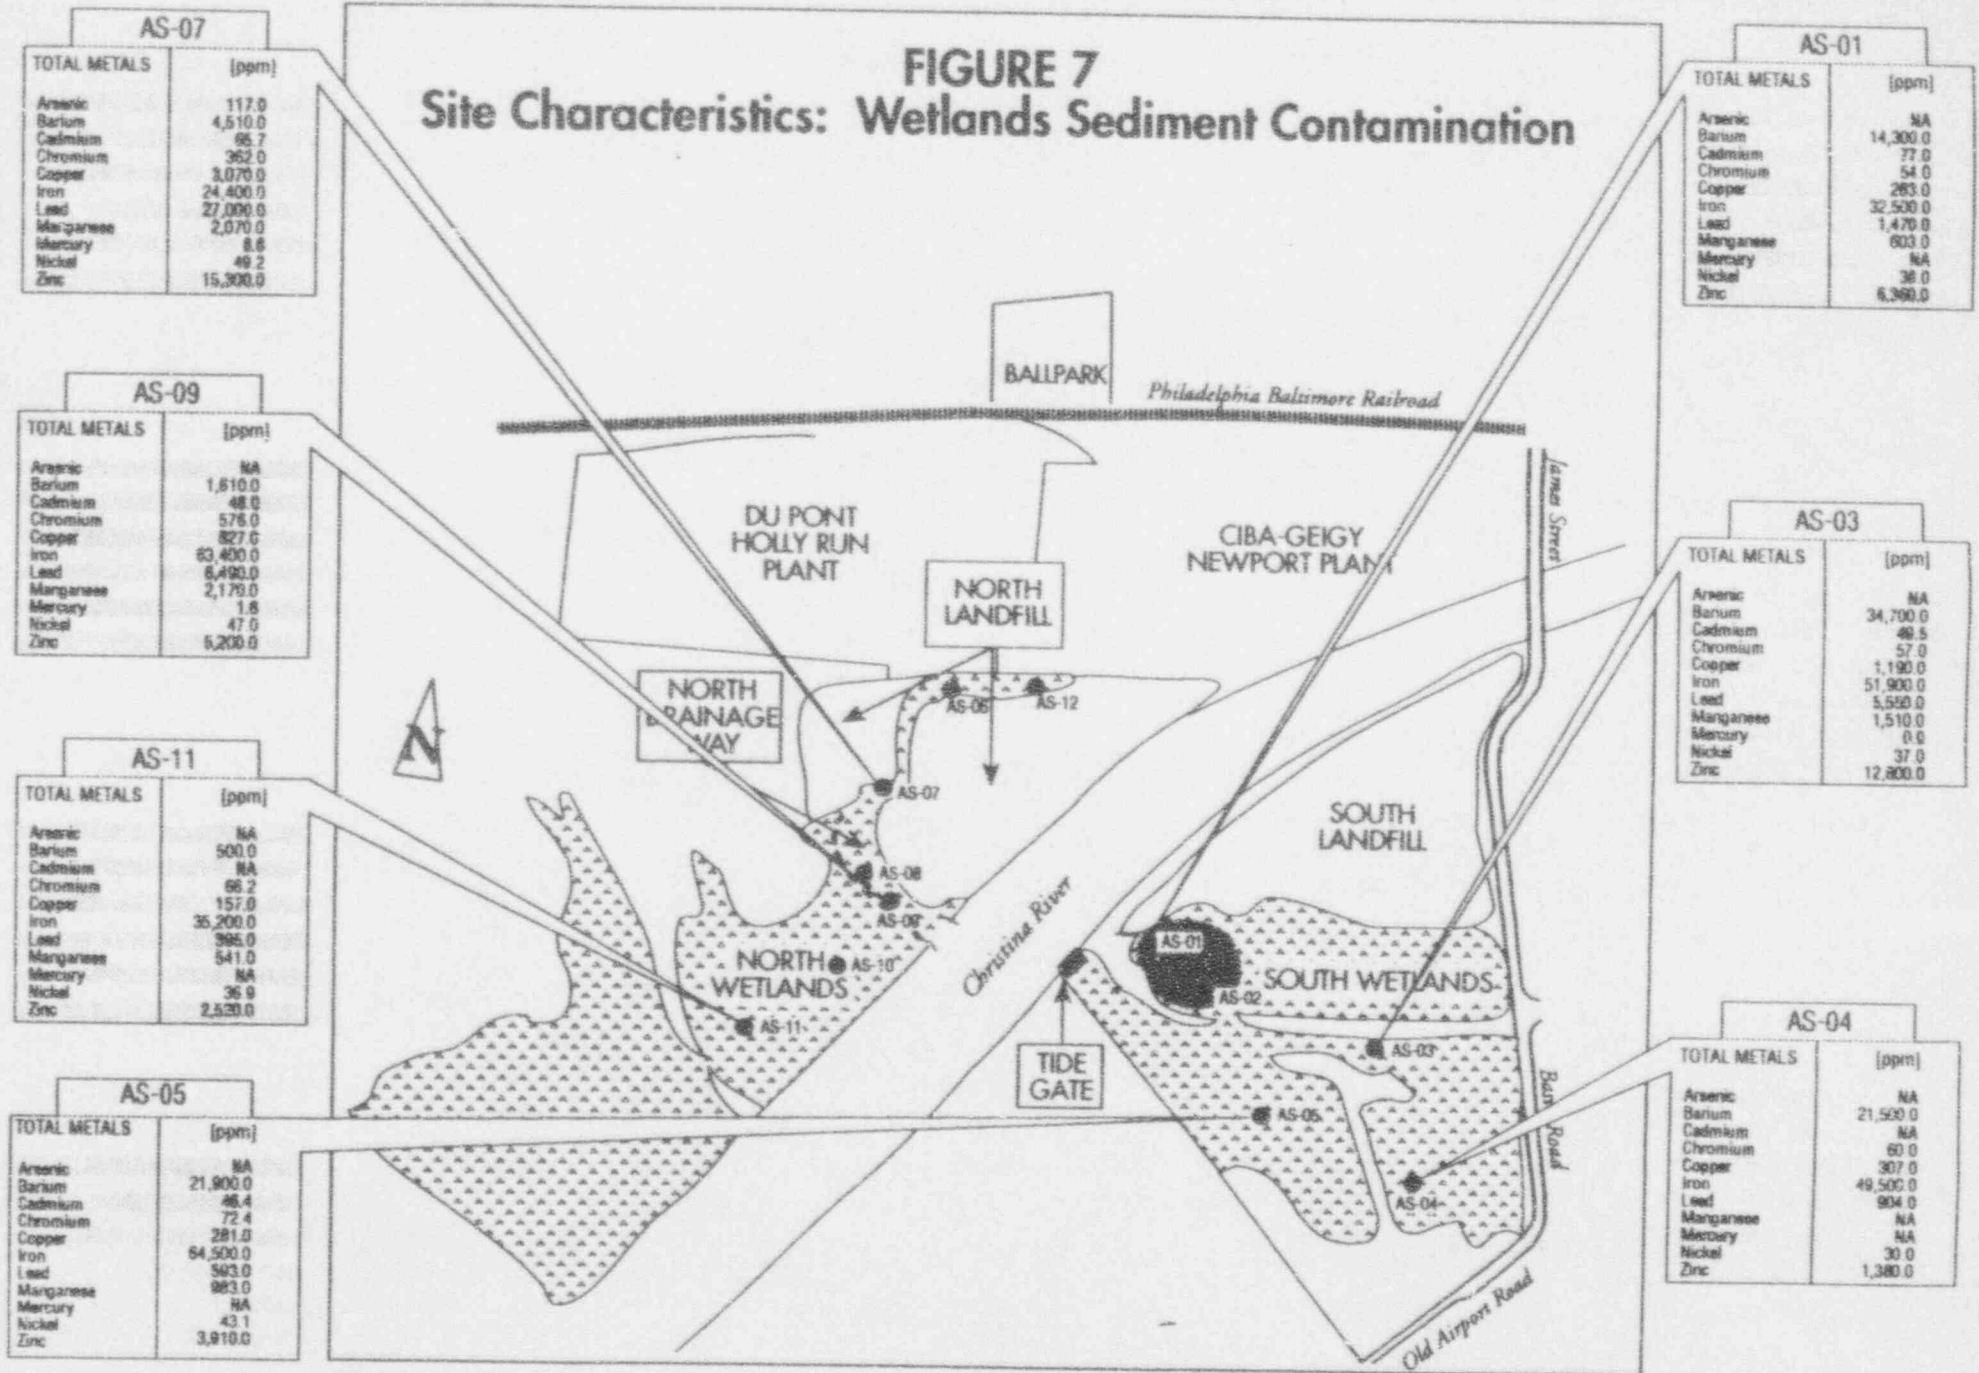 FIGURE 7
Site Characteristics: Wetlands Sediment Contamination
AS-07
TOTAL METALS [ppm]
Arsenic 117.0
Barium 4,510.0
Cadmium 65.7
Chromium 362.0
Copper 3,070.0
Iron 24,400.0
Lead 27,000.0
Manganese 2,070.0
Mercury 8.6
Nickel 49.2
Zinc 15,300.0
AS-09
TOTAL METALS [ppm]
Arsenic NA
Barium 1,610.0
Cadmium 48.0
Chromium 576.0
Copper 827.0
Iron 63,400.0
Lead 6,490.0
Manganese 2,170.0
Mercury 1.8
Nickel 47.0
Zinc 5,200.0
AS-11
TOTAL METALS [ppm]
Arsenic NA
Barium 500.0
Cadmium NA
Chromium 66.2
Copper 157.0
Iron 35,200.0
Lead 395.0
Manganese 541.0
Mercury NA
Nickel 36.9
Zinc 2,520.0
AS-05
TOTAL METALS [ppm]
Arsenic NA
Barium 21,900.0
Cadmium 46.4
Chromium 72.4
Copper 281.0
Iron 64,500.0
Lead 593.0
Manganese 983.0
Mercury NA
Nickel 43.1
Zinc 3,910.0
BALLPARK
Philadelphia Baltimore Railroad
James Street
DU PONT
HOLLY RUN
PLANT
CIBA-GEIGY
NEWPORT PLANT
NORTH
LANDFILL
NORTH
DRAINAGE
WAY
N
AS-06
AS-12
AS-07
SOUTH
LANDFILL
AS-08
AS-09
Christina River
AS-01
NORTH
WETLANDS
AS-10
SOUTH WETLANDS
AS-02
AS-11
AS-03
TIDE
GATE
AS-05
AS-04
Road
Old Airport Road
AS-01
TOTAL METALS [ppm]
Arsenic NA
Barium 14,300.0
Cadmium 77.0
Chromium 54.0
Copper 263.0
Iron 32,500.0
Lead 1,470.0
Manganese 603.0
Mercury NA
Nickel 38.0
Zinc 6,360.0
AS-03
TOTAL METALS [ppm]
Arsenic NA
Barium 34,700.0
Cadmium 49.5
Chromium 57.0
Copper 1,190.0
Iron 51,900.0
Lead 5,550.0
Manganese 1,510.0
Mercury
Nickel 37.0
Zinc 12,800.0
AS-04
TOTAL METALS [ppm]
Arsenic NA
Barium 21,500.0
Cadmium NA
Chromium 60.0
Copper 307.0
Iron 49,500.0
Lead 904.0
Manganese NA
Mercury NA
Nickel 30.0
Zinc 1,380.0